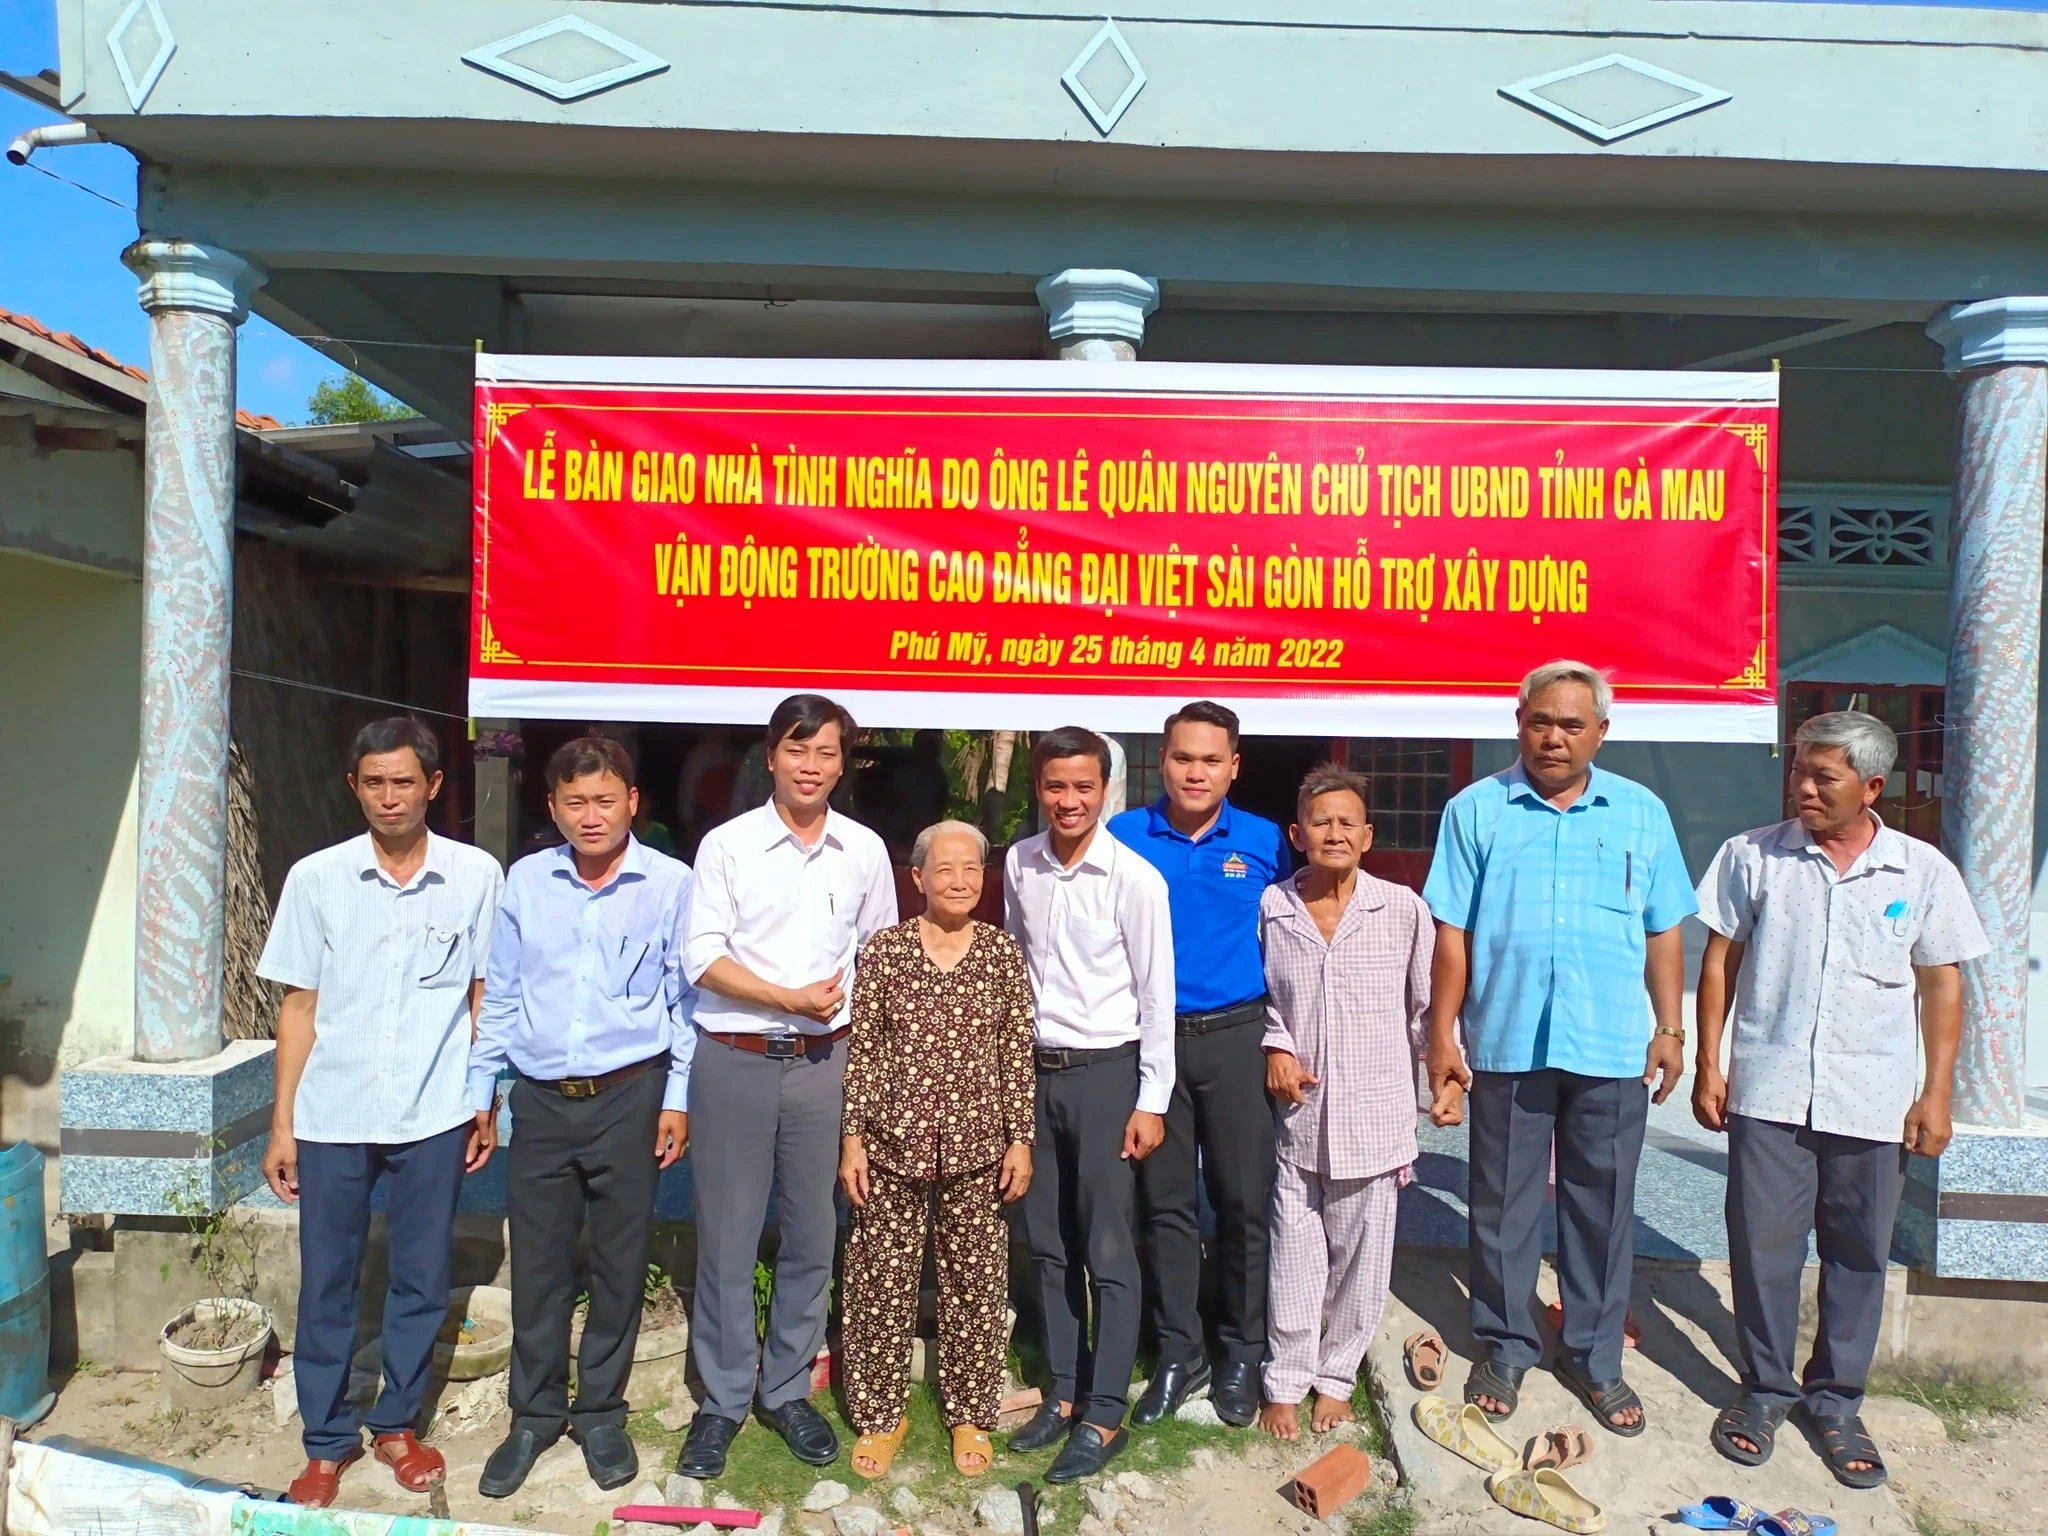 LỄ BÀN GIAO NHÀ TÌNH NGHĨA DO ÔNG LÊ QUÂN NGUYÊN CHỦ TỊCH UBND TỈNH CÀ MAU
VẬN ĐỘNG TRƯỜNG CAO ĐẲNG ĐẠI VIỆT SÀI GÒN HỖ TRỢ XÂY DỰNG
Phú Mỹ, ngày 25 tháng 4 năm 2022